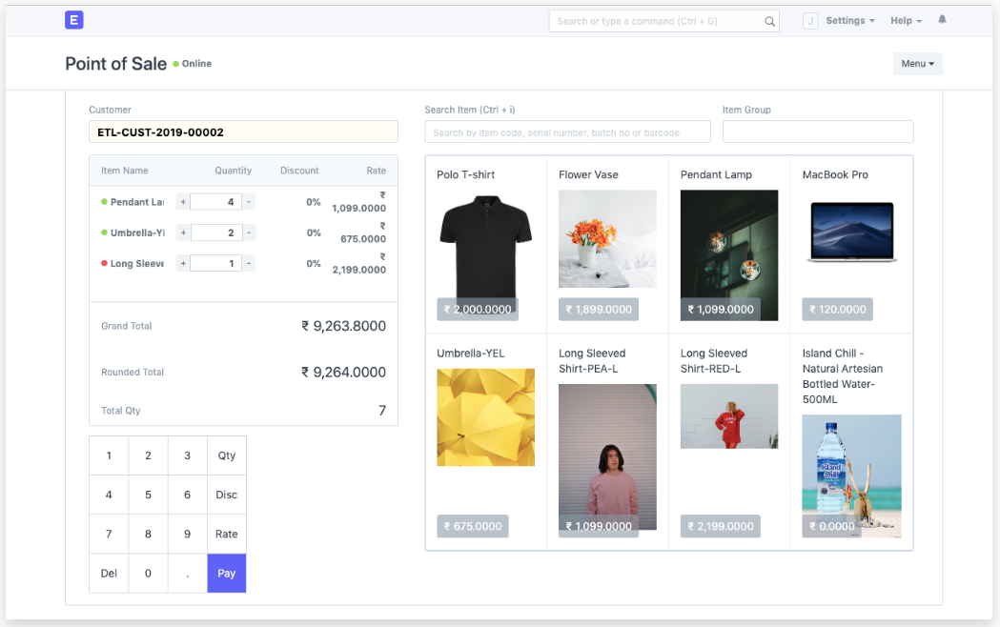 E
Search or type a command (Ctrl + G)
J
Settings
Help
Point of Sale
Online
Menu
Customer
ETL-CUST-2019-00002
Item Name Quantity Discount Rate
Pendant La + 4 - 0% ₹ 1,099.0000
Umbrella-YE + 2 - 0% ₹ 675.0000
Long Sleeve + 1 - 0% ₹ 2,199.0000
Grand Total ₹ 9,263.8000
Rounded Total ₹ 9,264.0000
Total Qty 7
1 2 3 Qty
4 5 6 Disc
7 8 9 Rate
Del 0 . Pay
Search Item (Ctrl + i)
Search by item code, serial number, batch no or barcode
Item Group
Polo T-shirt
₹ 2,000.0000
Flower Vase
₹ 1,899.0000
Pendant Lamp
₹ 1,099.0000
MacBook Pro
₹ 120.0000
Umbrella-YEL
₹ 675.0000
Long Sleeved
Shirt-PEA-L
₹ 1,099.0000
Long Sleeved
Shirt-RED-L
₹ 2,199.0000
Island Chill -
Natural Artesian
Bottled Water-
500ML
Island
Chill
₹ 0.0000